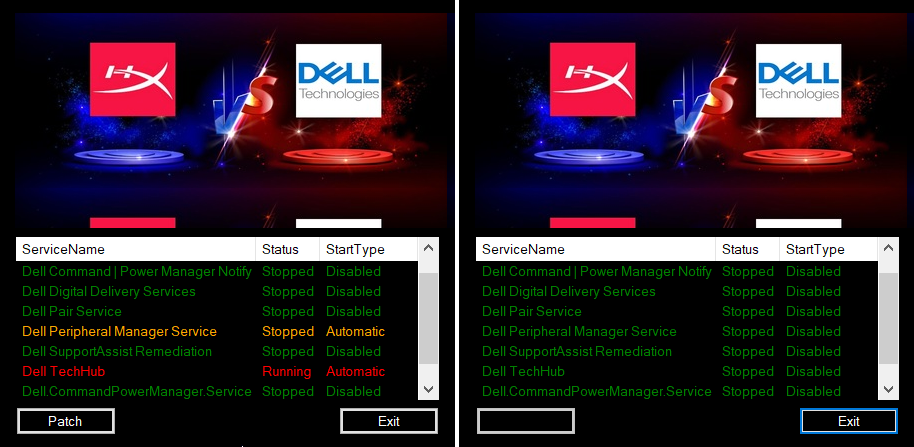 HX
VS
DELL
Technologies
ServiceName Status StartType
Dell Command | Power Manager Notify Stopped Disabled
Dell Digital Delivery Services Stopped Disabled
Dell Pair Service Stopped Disabled
Dell Peripheral Manager Service Stopped Automatic
Dell SupportAssist Remediation Stopped Disabled
Dell TechHub Running Automatic
Dell.CommandPowerManager.Service Stopped Disabled
Patch Exit
HX
VS
DELL
Technologies
ServiceName Status StartType
Dell Command | Power Manager Notify Stopped Disabled
Dell Digital Delivery Services Stopped Disabled
Dell Pair Service Stopped Disabled
Dell Peripheral Manager Service Stopped Disabled
Dell SupportAssist Remediation Stopped Disabled
Dell TechHub Stopped Disabled
Dell.CommandPowerManager.Service Stopped Disabled
Exit